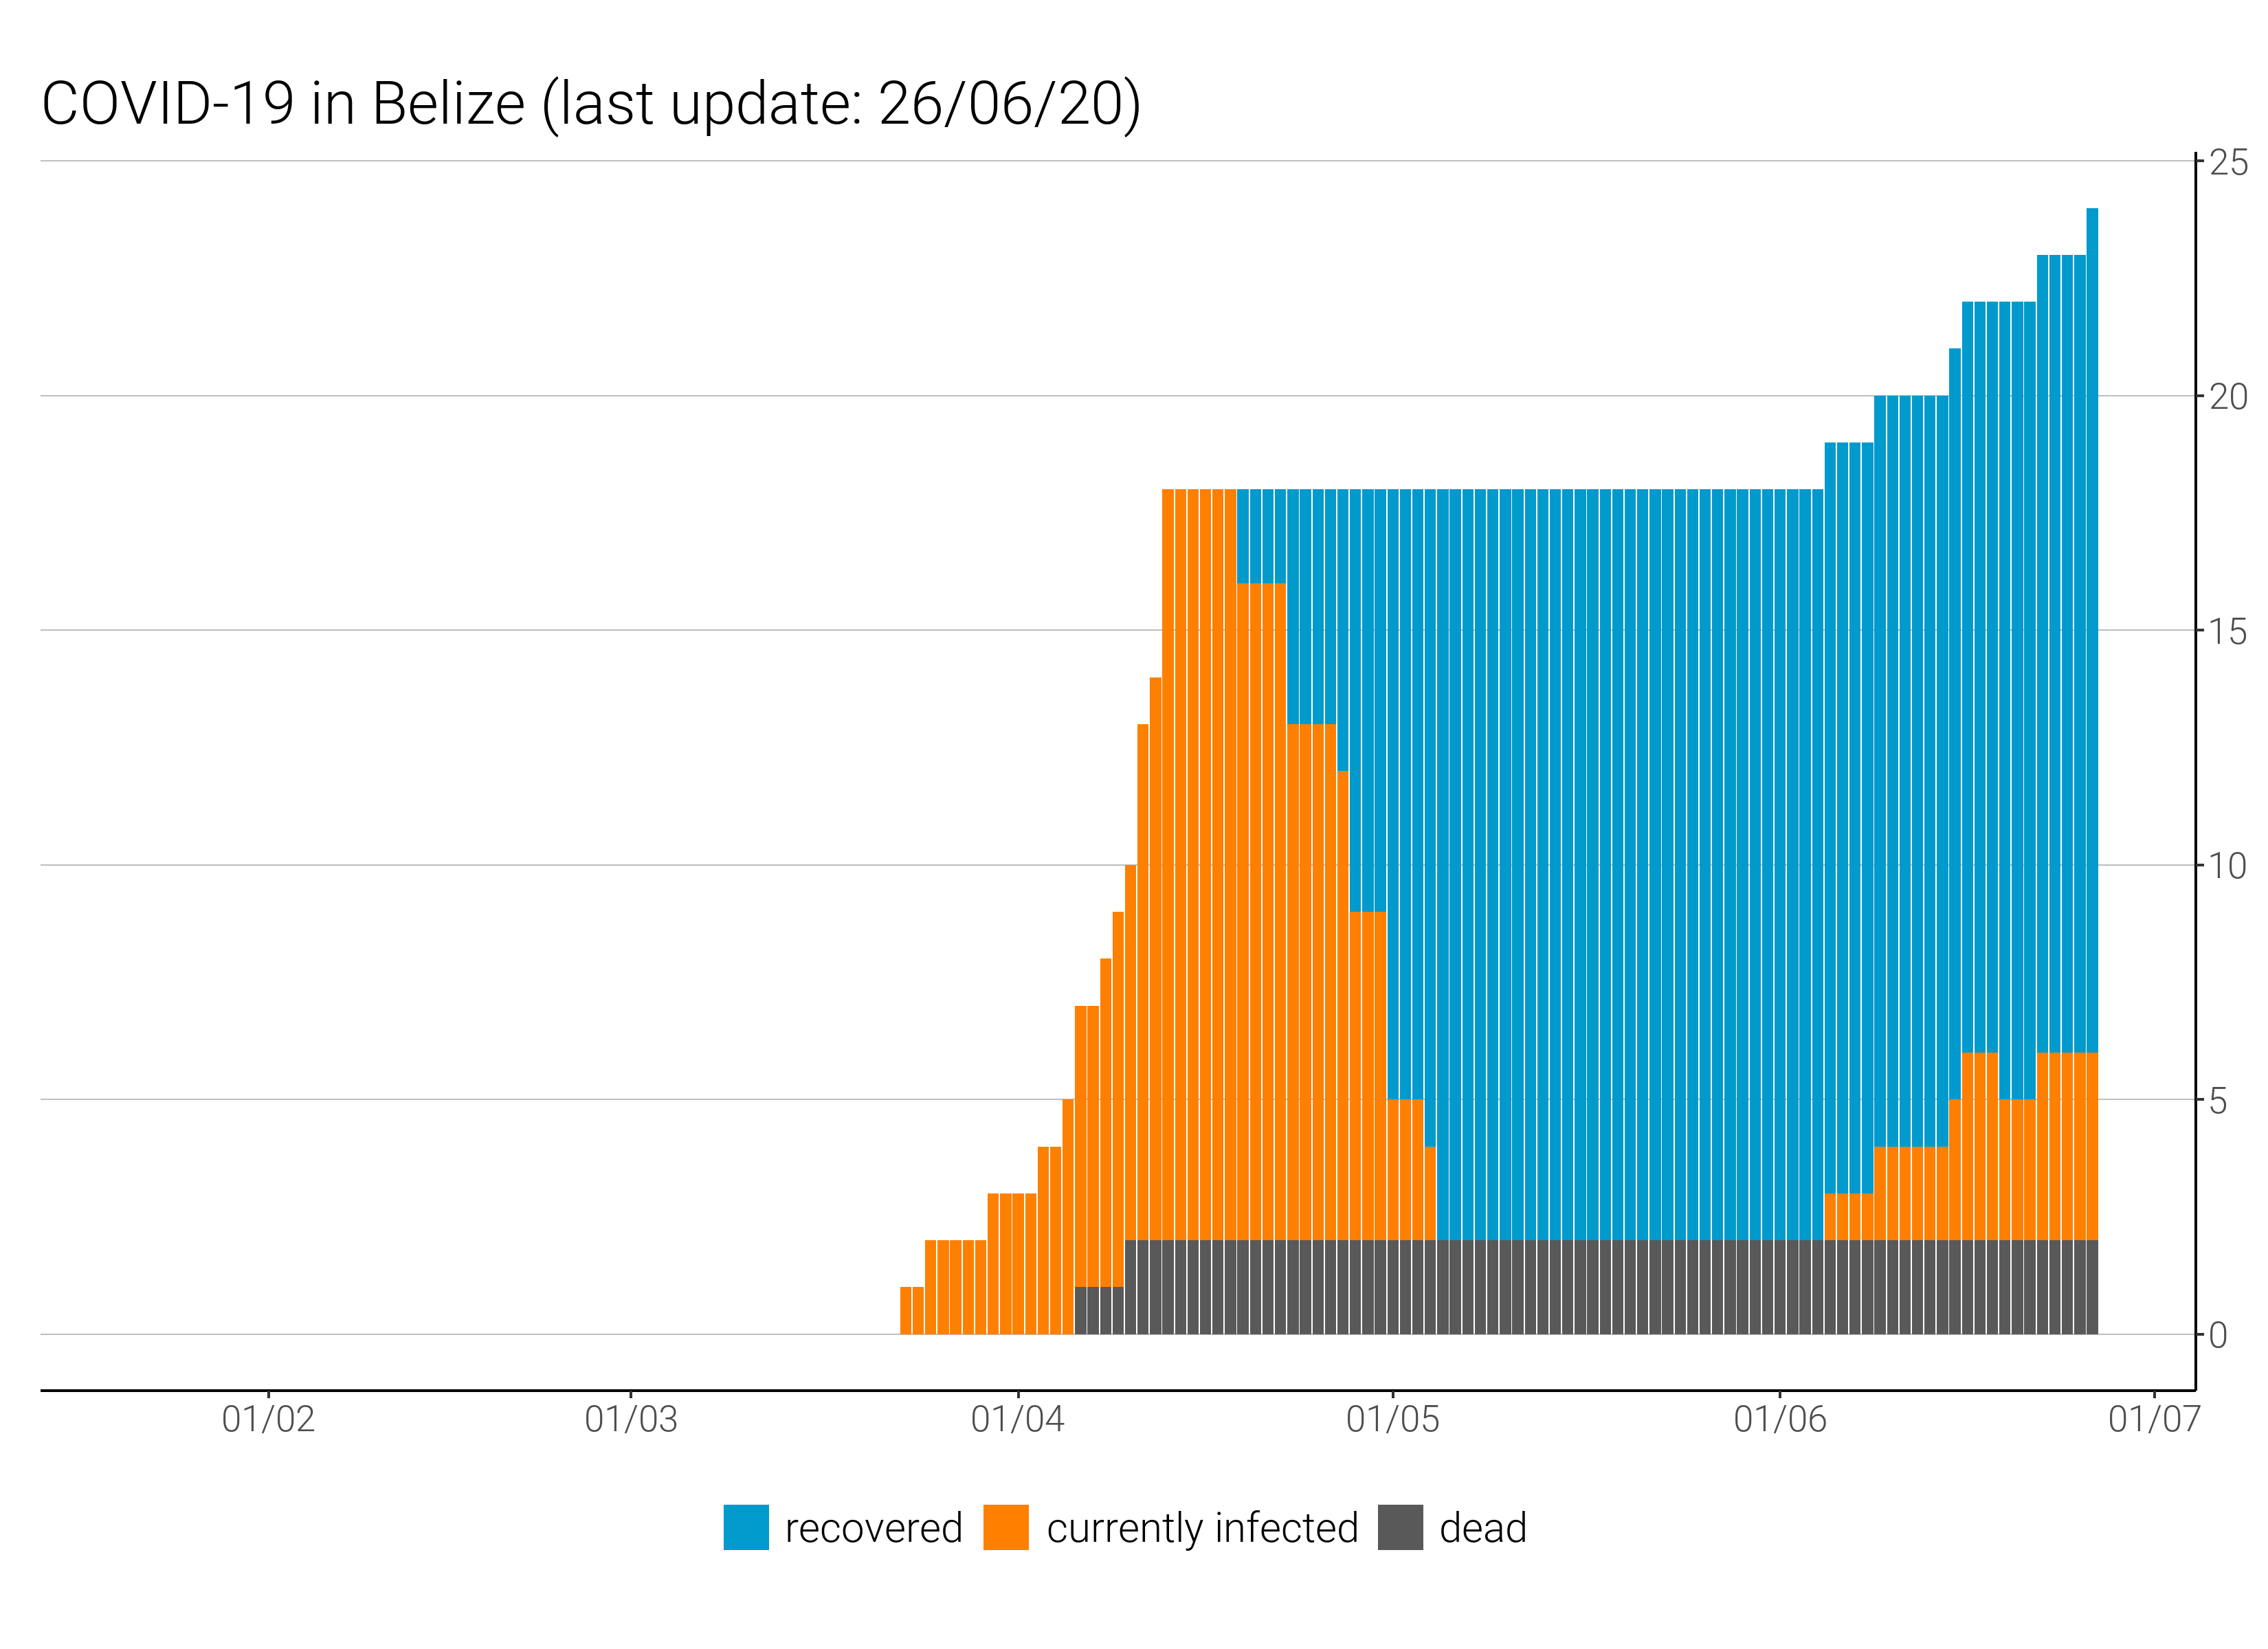 COVID-19 in Belize (last update: 26/06/20)
25
20
15
10
5
0
01/02 01/03 01/04 01/05 01/06 01/07
recovered currently infected dead